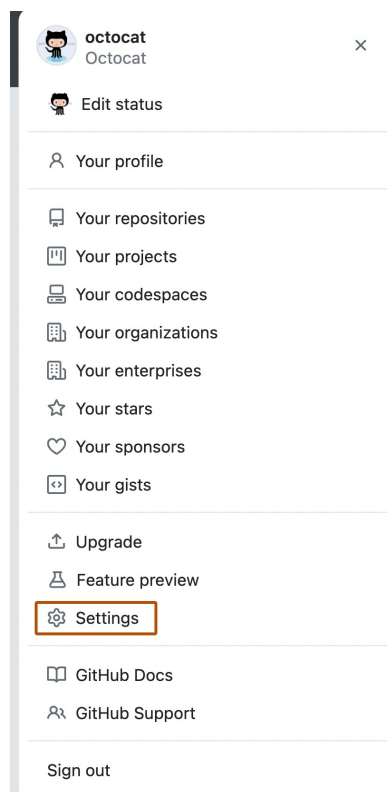 octocat
Octocat
Edit status
Your profile
Your repositories
Your projects
Your codespaces
Your organizations
Your enterprises
Your stars
Your sponsors
Your gists
Upgrade
Feature preview
Settings
GitHub Docs
GitHub Support
Sign out